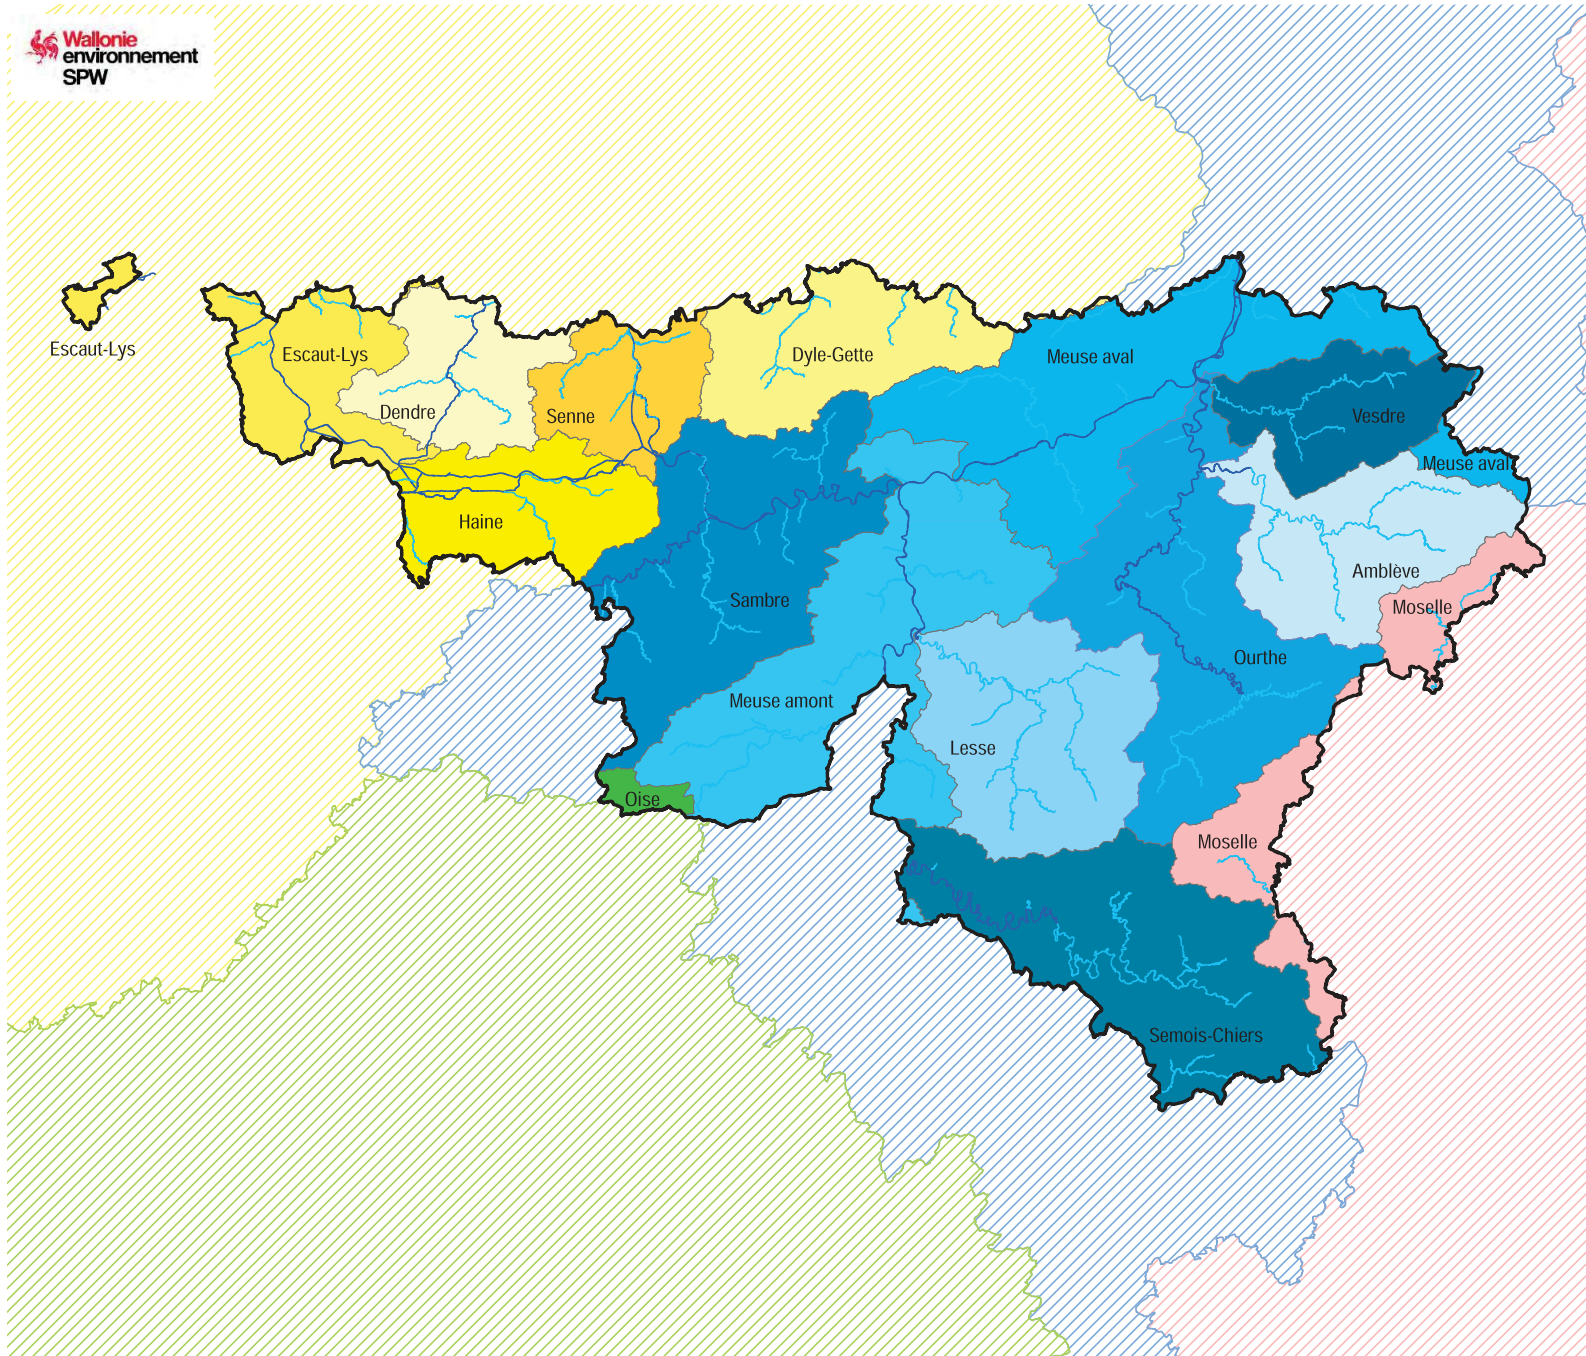 Wallonie
environnement
SPW
Escaut-Lys
Escaut-Lys
Dendre
Senne
Dyle-Gette
Meuse aval
Vesdre
Meuse aval
Haine
Sambre
Amblève
Moselle
Ourthe
Meuse amont
Lesse
Oise
Moselle
Semois-Chiers